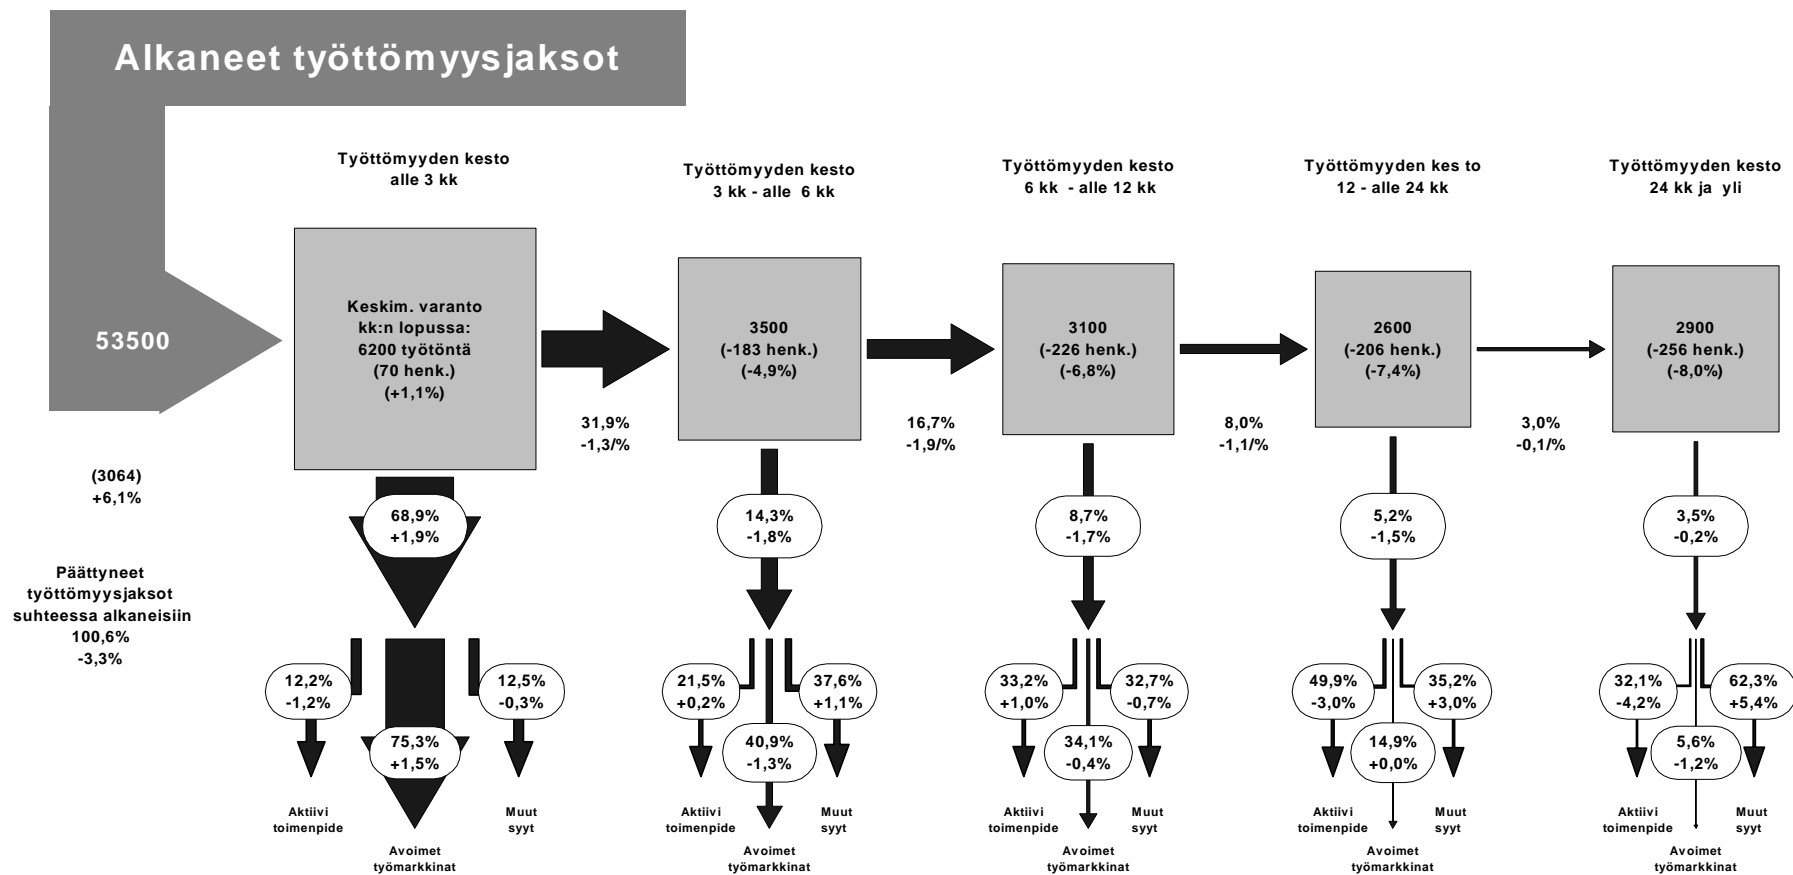 Alkaneet työttömyysjaksot
Työttömyyden kesto
alle 3 kk
Työttömyyden kesto
3 kk - alle 6 kk
Työttömyyden kesto
6 kk - alle 12 kk
Työttömyyden kes to
12 - alle 24 kk
Työttömyyden kesto
24 kk ja yli
53500
Keskim. varanto
kk:n lopussa:
6200 työtöntä
(70 henk.)
(+1,1%)
3500
(-183 henk.)
(-4,9%)
3100
(-226 henk.)
(-6,8%)
2600
(-206 henk.)
(-7,4%)
2900
(-256 henk.)
(-8,0%)
31,9%
-1,3/%
16,7%
-1,9/%
8,0%
-1,1/%
3,0%
-0,1/%
(3064)
+6,1%
68,9%
+1,9%
14,3%
-1,8%
8,7%
-1,7%
5,2%
-1,5%
3,5%
-0,2%
Päättyneet
työttömyysjaksot
suhteessa alkaneisiin
100,6%
-3,3%
12,2%
-1,2%
75,3%
+1,5%
12,5%
-0,3%
21,5%
+0,2%
40,9%
-1,3%
37,6%
+1,1%
33,2%
+1,0%
34,1%
-0,4%
32,7%
-0,7%
49,9%
-3,0%
14,9%
+0,0%
35,2%
+3,0%
32,1%
-4,2%
5,6%
-1,2%
62,3%
+5,4%
Aktiivi
toimenpide
Avoimet
työmarkkinat
Muut
syyt
Aktiivi
toimenpide
Avoimet
työmarkkinat
Muut
syyt
Aktiivi
toimenpide
Avoimet
työmarkkinat
Muut
syyt
Aktiivi
toimenpide
Avoimet
työmarkkinat
Muut
syyt
Aktiivi
toimenpide
Avoimet
työmarkkinat
Muut
syyt